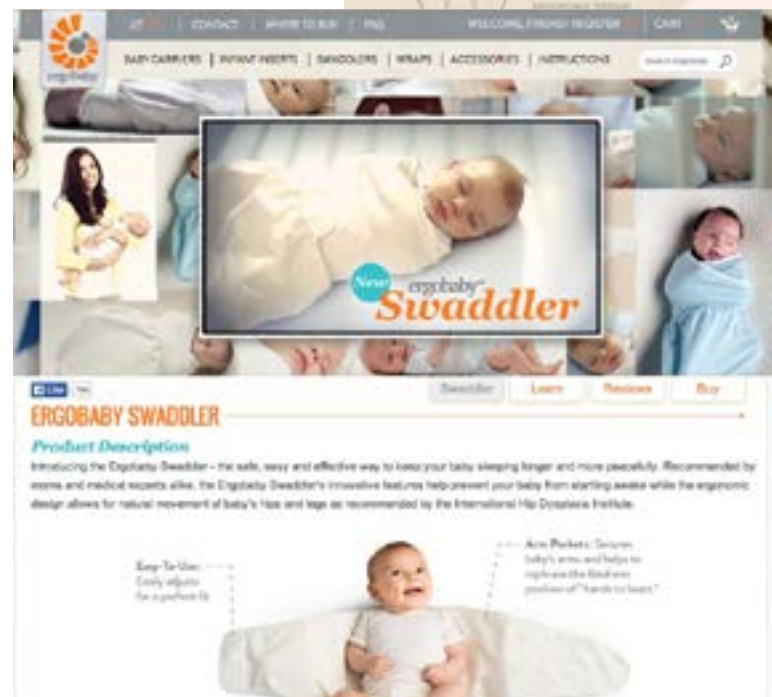 CONTACT | WHERE TO BUY | FAQ
WELCOME, FRIEND! REGISTER
CART
ergobaby
BABY CARRIERS | INFANT INSERTS | SWADDLERS | WRAPS | ACCESSORIES | INSTRUCTIONS
New
ergobaby™
Swaddler
Like
Swaddler
Learn
Reviews
Buy
ERGOBABY SWADDLER
Product Description
Introducing the Ergobaby Swaddler – the safe, easy and effective way to keep your baby sleeping longer and more peacefully. Recommended by
moms and medical experts alike, the Ergobaby Swaddler's innovative features help prevent your baby from startling awake while the ergonomic
design allows for natural movement of baby's hips and legs as recommended by the International Hip Dysplasia Institute.
Easy-To-Use:
Easily adjusts
for a perfect fit
Arm Pockets: Secures
baby's arms and helps to
replicate the fetal arm
position of "hands to heart."